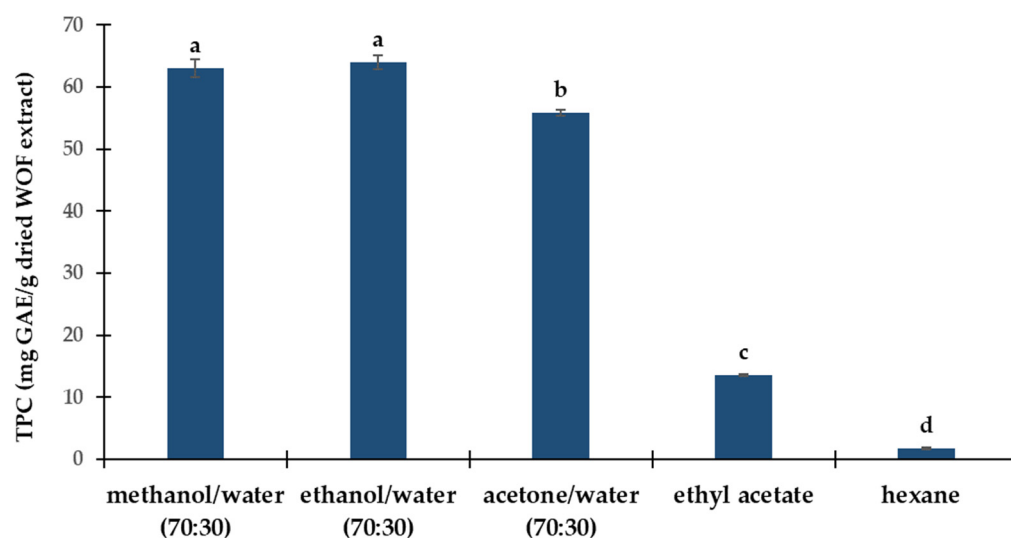 TPC (mg GAE/g dried WOF extract)
70
60
50
40
30
20
10
0
a
a
b
c
d
methanol/water
(70:30)
ethanol/water
(70:30)
acetone/water
(70:30)
ethyl acetate
hexane